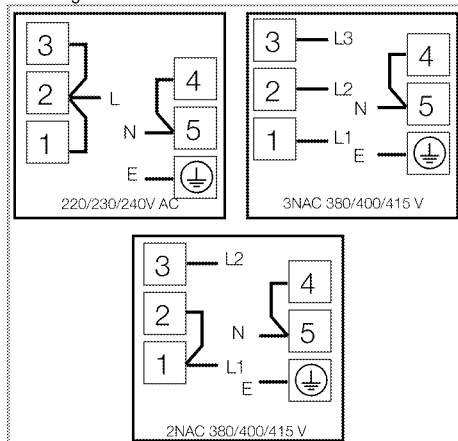 3
2 L 4
1 N 5
E
220/230/240V AC
3 L3
2 L2 4
N 5
1 L1
E
3NAC 380/400/415 V
3 L2
2 4
N 5
1 L1
E
2NAC 380/400/415 V